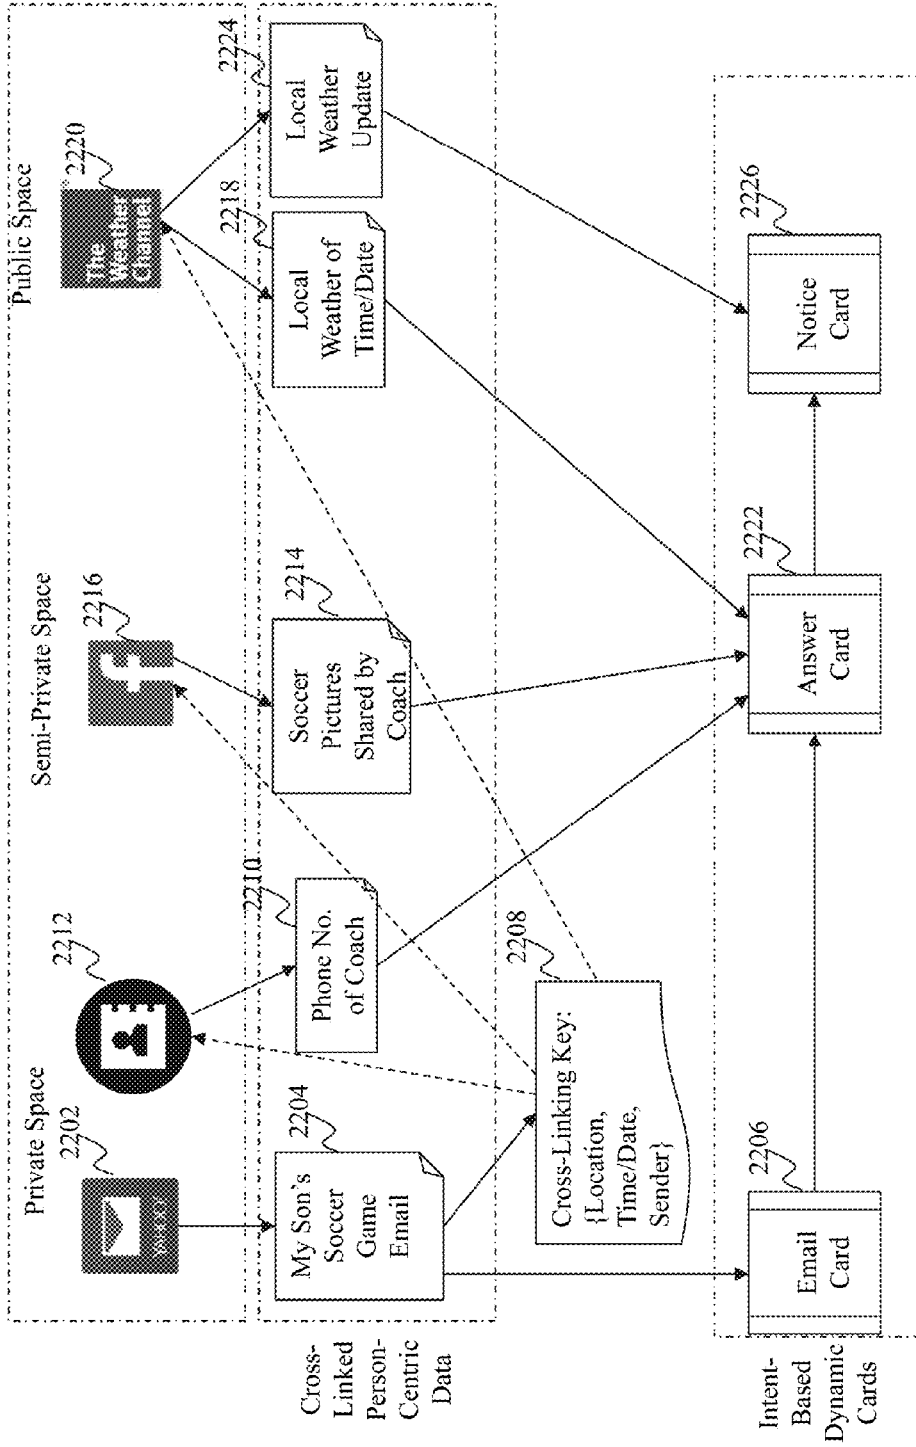 Private Space
Semi-Private Space
Public Space
2202
2212
2216
2220
The
Weather
Channel
f
Cross-
Linked
Person-
Centric
Data
My Son's
Soccer
Game
Email
2204
Phone No.
of Coach
2210
Soccer
Pictures
Shared by
Coach
2214
Local
Weather of
Time/Date
2218
Local
Weather
Update
2224
Cross-Linking Key:
{Location,
Time/Date,
Sender}
2208
Intent-
Based
Dynamic
Cards
Email
Card
2206
Answer
Card
2222
Notice
Card
2226